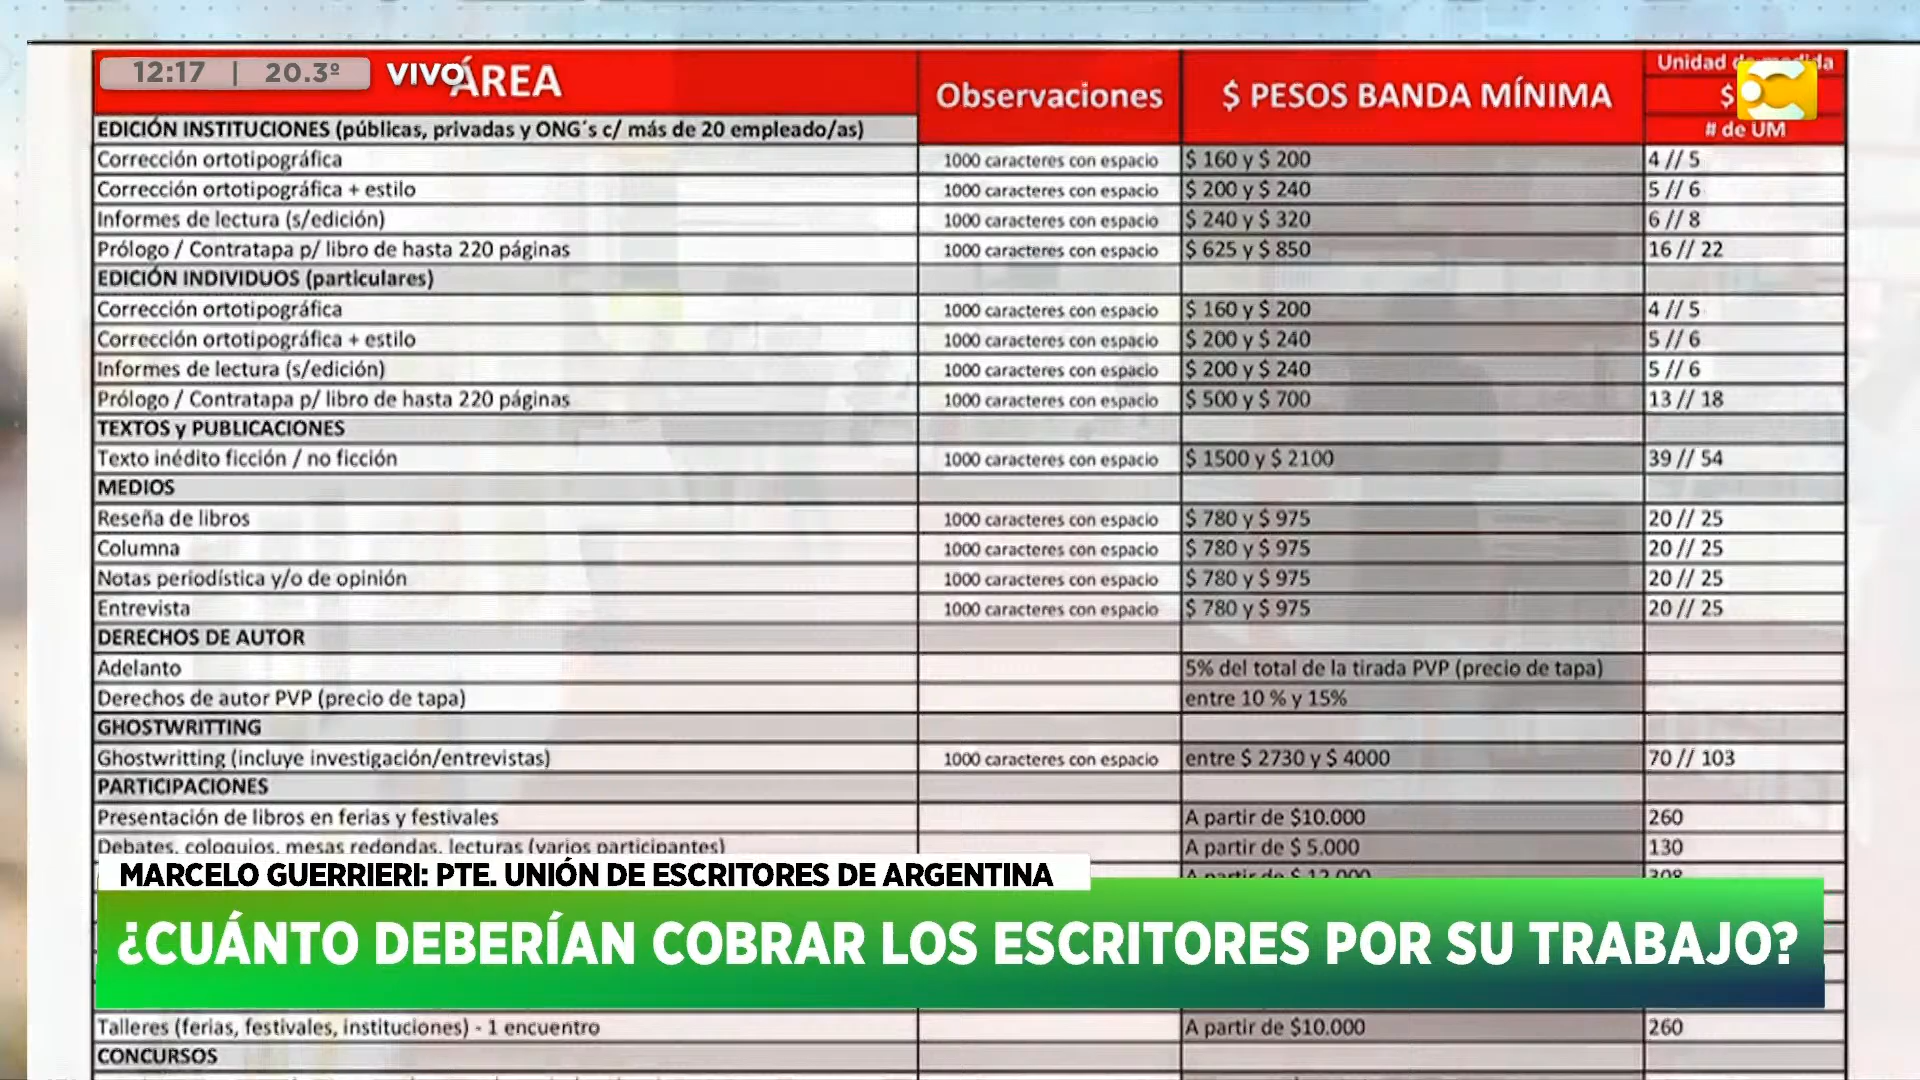 12:17 | 20.3º VIVO
ÁREA Observaciones $ PESOS BANDA MÍNIMA Unidad
$
# de UM
EDICIÓN INSTITUCIONES (públicas, privadas y ONG´s c/ más de 20 empleado/as)
Corrección ortotipográfica 1000 caracteres con espacio $ 160 y $ 200 4 // 5
Corrección ortotipográfica + estilo 1000 caracteres con espacio $ 200 y $ 240 5 // 6
Informes de lectura (s/edición) 1000 caracteres con espacio $ 240 y $ 320 6 // 8
Prólogo / Contratapa p/ libro de hasta 220 páginas 1000 caracteres con espacio $ 625 y $ 850 16 // 22
EDICIÓN INDIVIDUOS (particulares)
Corrección ortotipográfica 1000 caracteres con espacio $ 160 y $ 200 4 // 5
Corrección ortotipográfica + estilo 1000 caracteres con espacio $ 200 y $ 240 5 // 6
Informes de lectura (s/edición) 1000 caracteres con espacio $ 200 y $ 240 5 // 6
Prólogo / Contratapa p/ libro de hasta 220 páginas 1000 caracteres con espacio $ 500 y $ 700 13 // 18
TEXTOS y PUBLICACIONES
Texto inédito ficción / no ficción 1000 caracteres con espacio $ 1500 y $ 2100 39 // 54
MEDIOS
Reseña de libros 1000 caracteres con espacio $ 780 y $ 975 20 // 25
Columna 1000 caracteres con espacio $ 780 y $ 975 20 // 25
Notas periodística y/o de opinión 1000 caracteres con espacio $ 780 y $ 975 20 // 25
Entrevista 1000 caracteres con espacio $ 780 y $ 975 20 // 25
DERECHOS DE AUTOR
Adelanto 5% del total de la tirada PVP (precio de tapa)
Derechos de autor PVP (precio de tapa) entre 10 % y 15%
GHOSTWRITTING
Ghostwritting (incluye investigación/entrevistas) 1000 caracteres con espacio entre $ 2730 y $ 4000 70 // 103
PARTICIPACIONES
Presentación de libros en ferias y festivales A partir de $10.000 260
Debates, coloquios, mesas redondas, lecturas (varios participantes) A partir de $ 5.000 130
A partir de $ 12.000 308
MARCELO GUERRIERI: PTE. UNIÓN DE ESCRITORES DE ARGENTINA
¿CUÁNTO DEBERÍAN COBRAR LOS ESCRITORES POR SU TRABAJO?
Talleres (ferias, festivales, instituciones) - 1 encuentro A partir de $10.000 260
CONCURSOS